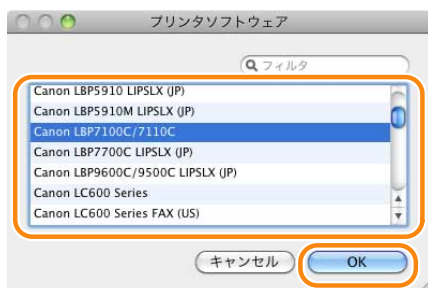 プリンタソフトウェア
フィルタ
Canon LBP5910 LIPSLX (JP)
Canon LBP5910M LIPSLX (JP)
Canon LBP7100C/7110C
Canon LBP7700C LIPSLX (JP)
Canon LBP9600C/9500C LIPSLX (JP)
Canon LC600 Series
Canon LC600 Series FAX (US)
キャンセル OK